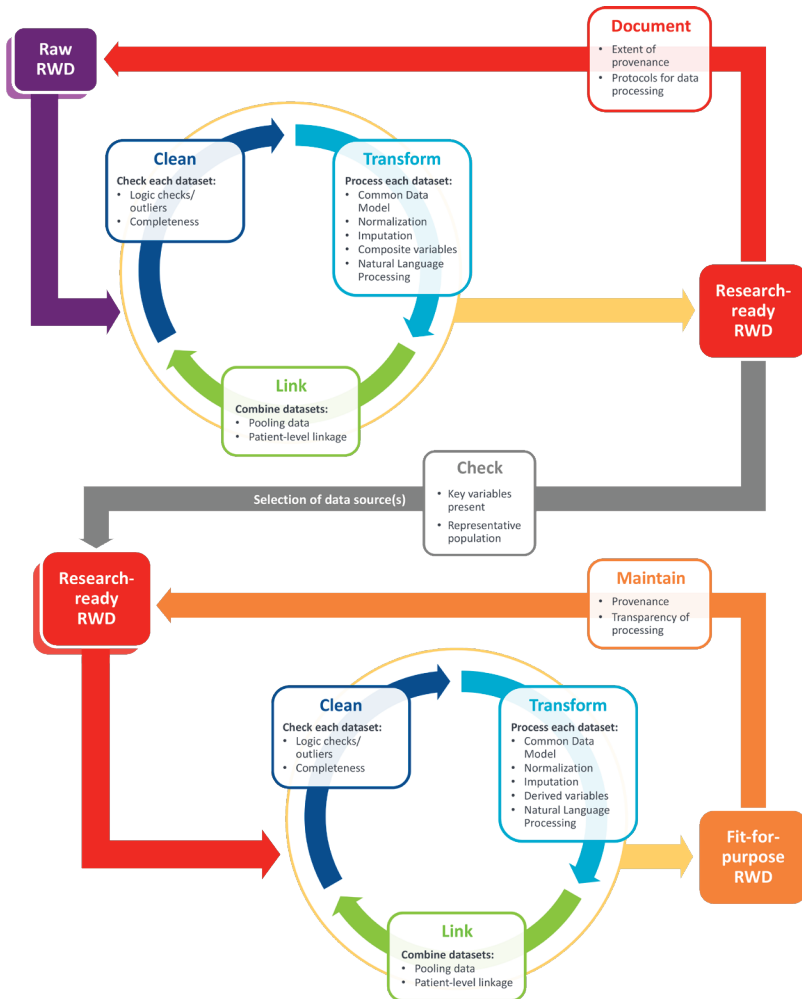 Raw
RWD
Document
• Extent of
provenance
• Protocols for data
processing
Clean
Check each dataset:
• Logic checks/
outliers
• Completeness
Transform
Process each dataset:
• Common Data
Model
• Normalization
• Imputation
• Composite variables
• Natural Language
Processing
Research-
ready
RWD
Link
Combine datasets:
• Pooling data
• Patient-level linkage
Check
• Key variables
present
• Representative
population
Selection of data source(s)
Research-
ready
RWD
Maintain
• Provenance
• Transparency of
processing
Clean
Check each dataset:
• Logic checks/
outliers
• Completeness
Transform
Process each dataset:
• Common Data
Model
• Normalization
• Imputation
• Derived variables
• Natural Language
Processing
Fit-for-
purpose
RWD
Link
Combine datasets:
• Pooling data
• Patient-level linkage